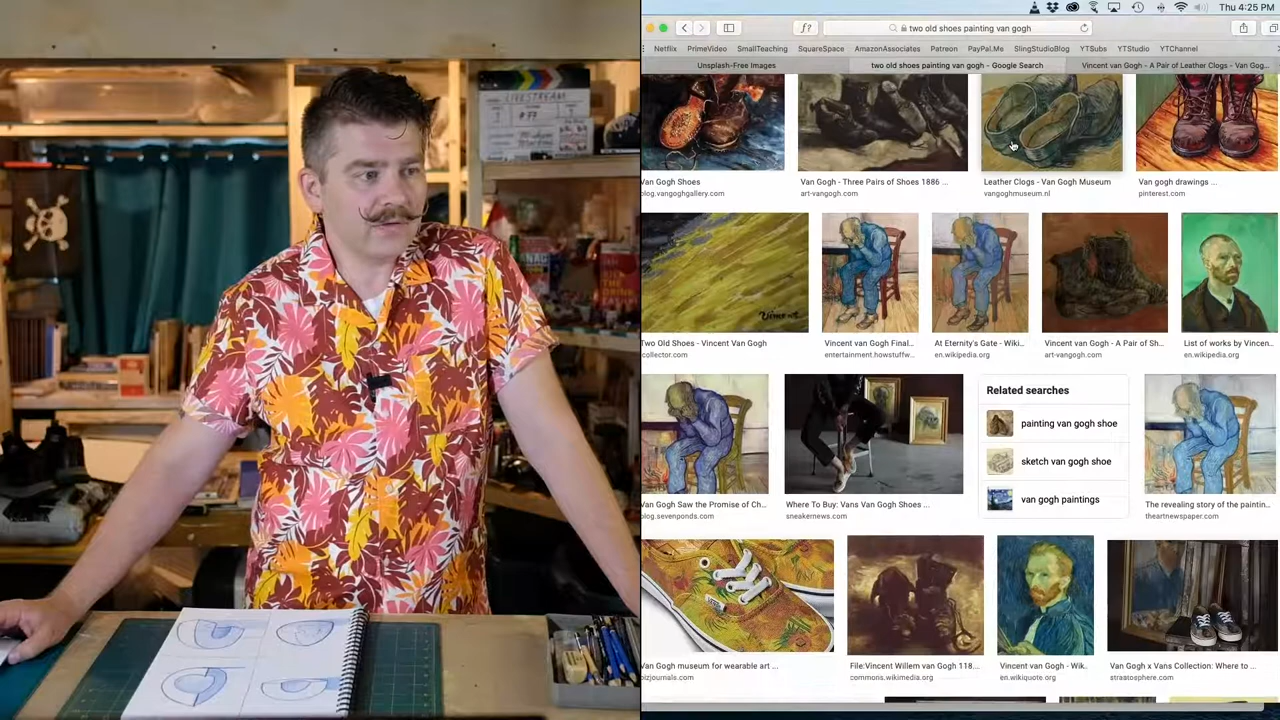 LIVESTREAM
Thu 4:25 PM
two old shoes painting van gogh
Netflix PrimeVideo SmallTeaching SquareSpace AmazonAssociates Patreon PayPal.Me SlingStudioBlog YTSubs YTStudio YTChannel
Unsplash-Free Images two old shoes painting van gogh - Google Search Vincent van Gogh - A Pair of Leather Clogs - Van Gog...
Van Gogh Shoes Van Gogh - Three Pairs of Shoes 1886 ... Leather Clogs - Van Gogh Museum Van gogh drawings ...
blog.vangoghgallery.com art-vangogh.com vangoghmuseum.nl pinterest.com
Vincent
Two Old Shoes - Vincent Van Gogh Vincent van Gogh Final... At Eternity's Gate - Wiki... Vincent van Gogh - A Pair of Sh... List of works by Vincen...
collector.com entertainment.howstuffw... en.wikipedia.org art-vangogh.com en.wikipedia.org
Related searches
painting van gogh shoe
sketch van gogh shoe
van gogh paintings
Van Gogh Saw the Promise of Ch... Where To Buy: Vans Van Gogh Shoes ... The revealing story of the paintin...
blog.sevenponds.com sneakernews.com theartnewspaper.com
Van Gogh museum for wearable art ... File:Vincent Willem van Gogh 118,... Vincent van Gogh - Wik... Van Gogh x Vans Collection: Where to ...
bizjournals.com commons.wikimedia.org en.wikiquote.org straatosphere.com